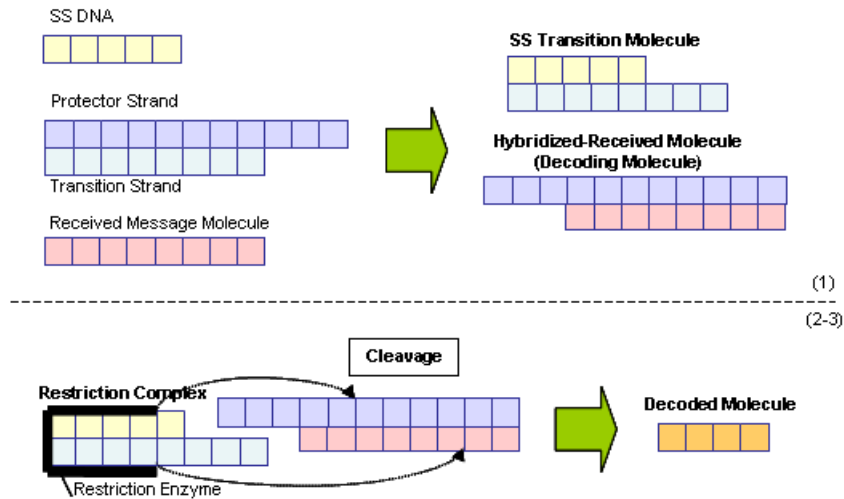 SS DNA
Protector Strand
Transition Strand
Received Message Molecule
SS Transition Molecule
Hybridized-Received Molecule
(Decoding Molecule)
(1)
(2-3)
Cleavage
Restriction Complex
Restriction Enzyme
Decoded Molecule